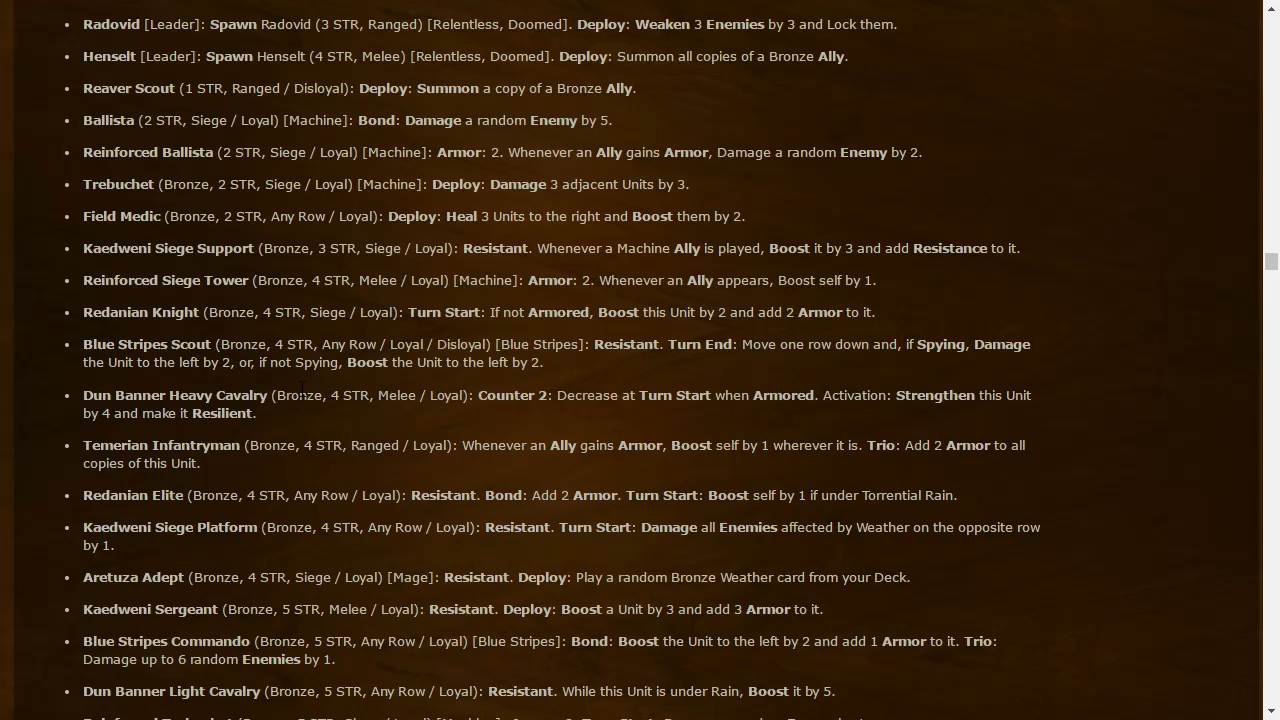 • Radovid [Leader]: Spawn Radovid (3 STR, Ranged) [Relentless, Doomed]. Deploy: Weaken 3 Enemies by 3 and Lock them.
• Henselt [Leader]: Spawn Henselt (4 STR, Melee) [Relentless, Doomed]. Deploy: Summon all copies of a Bronze Ally.
• Reaver Scout (1 STR, Ranged / Disloyal): Deploy: Summon a copy of a Bronze Ally.
• Ballista (2 STR, Siege / Loyal) [Machine]: Bond: Damage a random Enemy by 5.
• Reinforced Ballista (2 STR, Siege / Loyal) [Machine]: Armor: 2. Whenever an Ally gains Armor, Damage a random Enemy by 2.
• Trebuchet (Bronze, 2 STR, Siege / Loyal) [Machine]: Deploy: Damage 3 adjacent Units by 3.
• Field Medic (Bronze, 2 STR, Any Row / Loyal): Deploy: Heal 3 Units to the right and Boost them by 2.
• Kaedweni Siege Support (Bronze, 3 STR, Siege / Loyal): Resistant. Whenever a Machine Ally is played, Boost it by 3 and add Resistance to it.
• Reinforced Siege Tower (Bronze, 4 STR, Melee / Loyal) [Machine]: Armor: 2. Whenever an Ally appears, Boost self by 1.
• Redanian Knight (Bronze, 4 STR, Siege / Loyal): Turn Start: If not Armored, Boost this Unit by 2 and add 2 Armor to it.
• Blue Stripes Scout (Bronze, 4 STR, Any Row / Loyal / Disloyal) [Blue Stripes]: Resistant. Turn End: Move one row down and, if Spying, Damage
the Unit to the left by 2, or, if not Spying, Boost the Unit to the left by 2.
• Dun Banner Heavy Cavalry (Bronze, 4 STR, Melee / Loyal): Counter 2: Decrease at Turn Start when Armored. Activation: Strengthen this Unit
by 4 and make it Resilient.
• Temerian Infantryman (Bronze, 4 STR, Ranged / Loyal): Whenever an Ally gains Armor, Boost self by 1 wherever it is. Trio: Add 2 Armor to all
copies of this Unit.
• Redanian Elite (Bronze, 4 STR, Any Row / Loyal): Resistant. Bond: Add 2 Armor. Turn Start: Boost self by 1 if under Torrential Rain.
• Kaedweni Siege Platform (Bronze, 4 STR, Any Row / Loyal): Resistant. Turn Start: Damage all Enemies affected by Weather on the opposite row
by 1.
• Aretuza Adept (Bronze, 4 STR, Siege / Loyal) [Mage]: Resistant. Deploy: Play a random Bronze Weather card from your Deck.
• Kaedweni Sergeant (Bronze, 5 STR, Melee / Loyal): Resistant. Deploy: Boost a Unit by 3 and add 3 Armor to it.
• Blue Stripes Commando (Bronze, 5 STR, Any Row / Loyal) [Blue Stripes]: Bond: Boost the Unit to the left by 2 and add 1 Armor to it. Trio:
Damage up to 6 random Enemies by 1.
• Dun Banner Light Cavalry (Bronze, 5 STR, Any Row / Loyal): Resistant. While this Unit is under Rain, Boost it by 5.